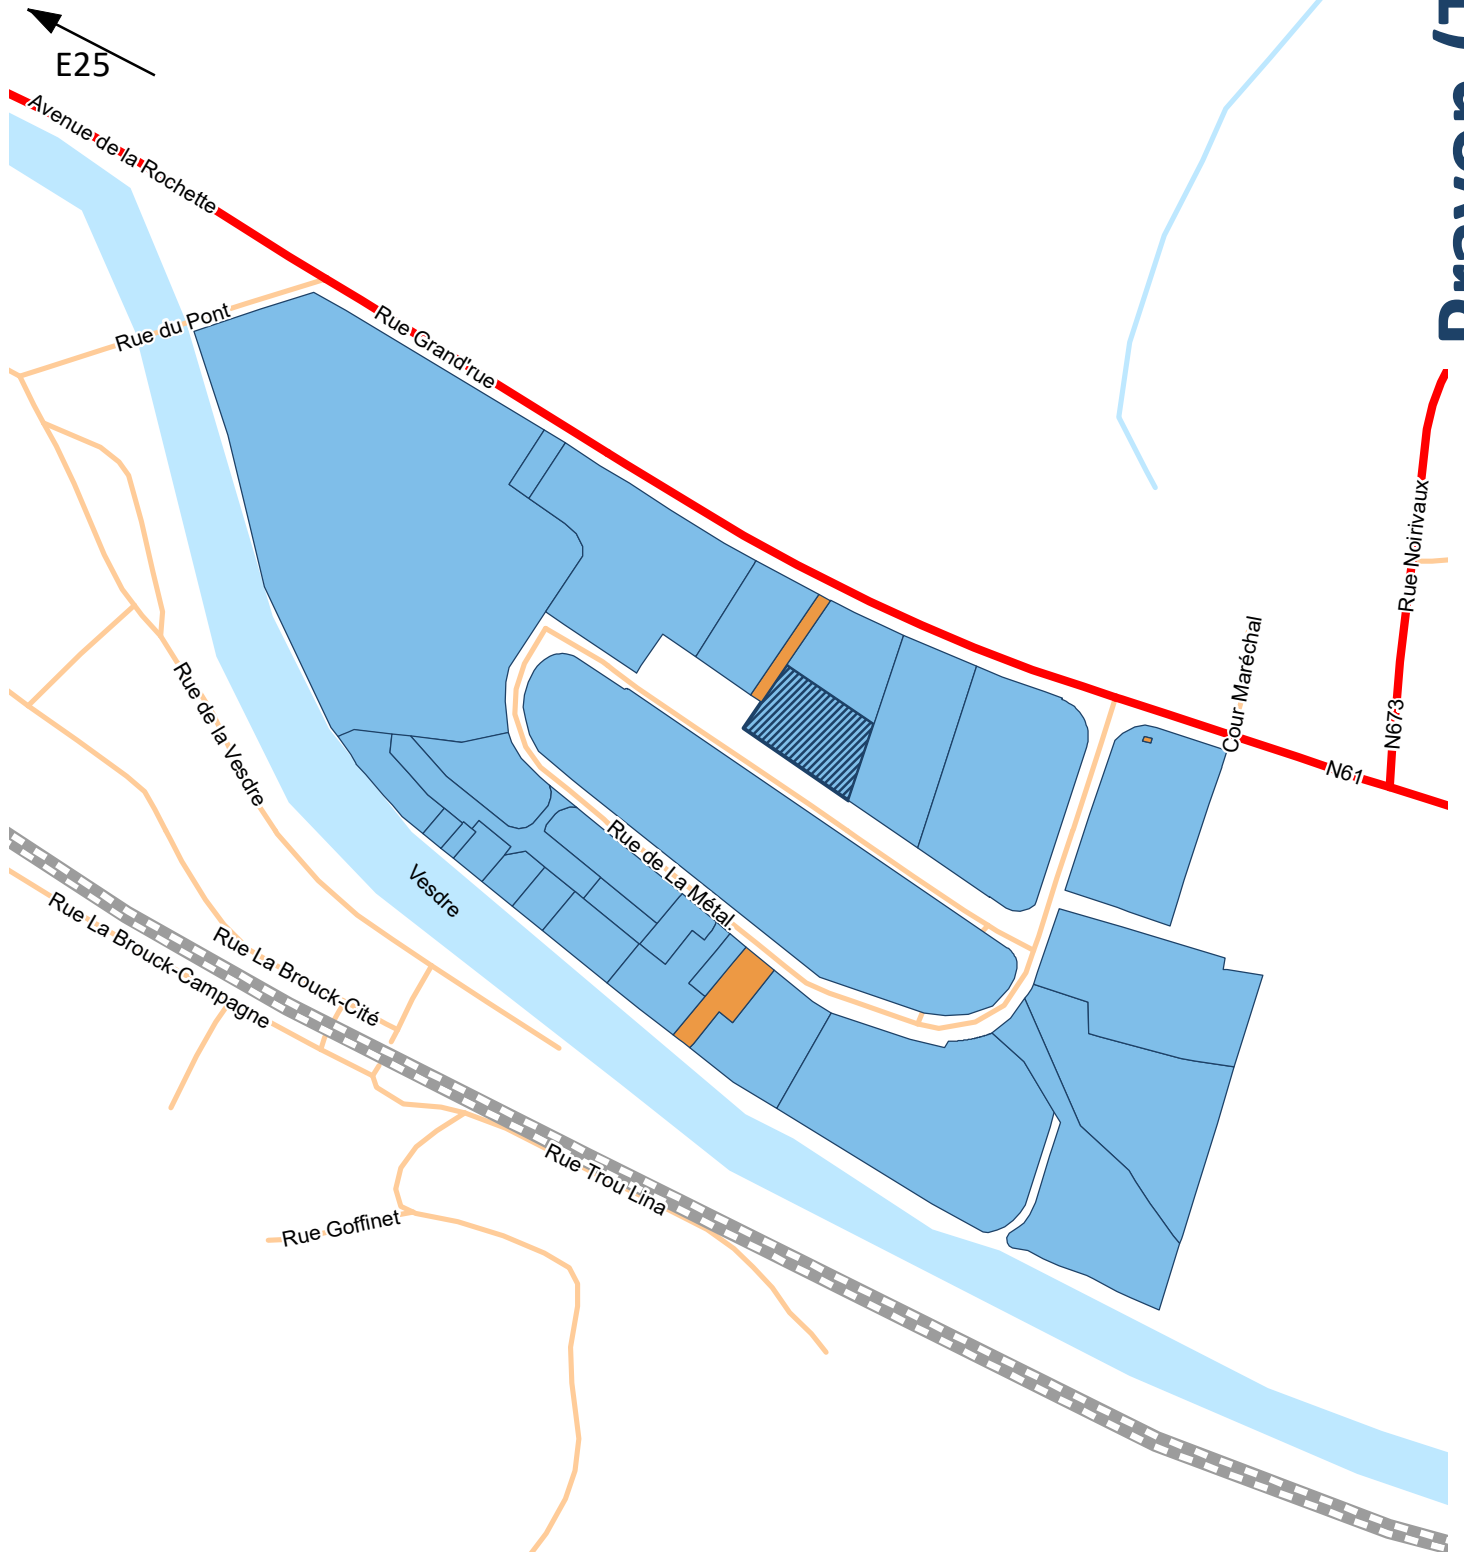 E25
Avenue de la Rochette
Rue du Pont
Rue Grand'rue
Rue Noirivaux
Cour Maréchal
N673
N61
Rue de la Vesdre
Rue de La Métal.
Vesdre
Rue La Brouck-Cité
Rue La Brouck-Campagne
Rue Trou Lina
Rue Goffinet